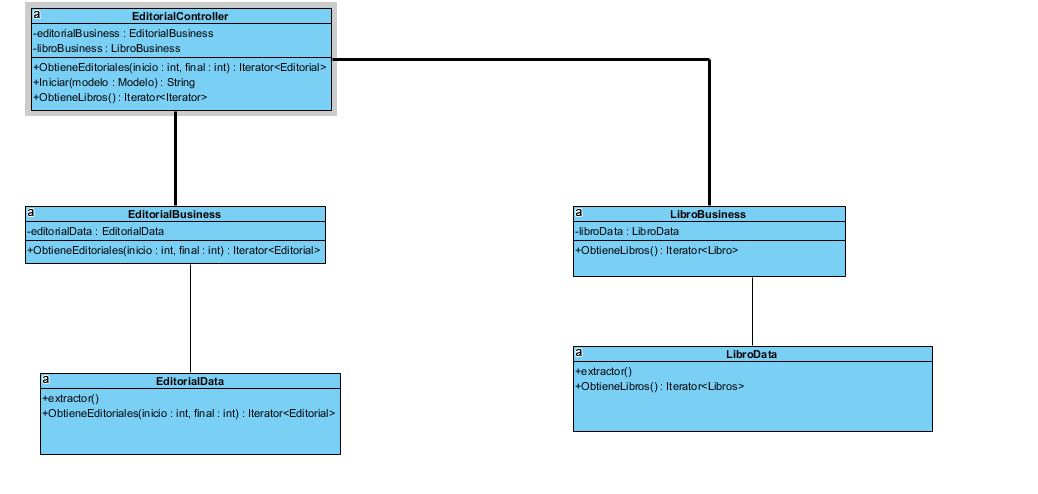 a
EditorialController
-editorialBusiness : EditorialBusiness
-libroBusiness : LibroBusiness
+ObtieneEditoriales(inicio : int, final : int) : Iterator<Editorial>
+Iniciar(modelo : Modelo) : String
+ObtieneLibros() : Iterator<Iterator>
a
EditorialBusiness
-editorialData : EditorialData
+ObtieneEditoriales(inicio : int, final : int) : Iterator<Editorial>
a
LibroBusiness
-libroData : LibroData
+ObtieneLibros() : Iterator<Libro>
a
EditorialData
+extractor()
+ObtieneEditoriales(inicio : int, final : int) : Iterator<Editorial>
a
LibroData
+extractor()
+ObtieneLibros() : Iterator<Libros>